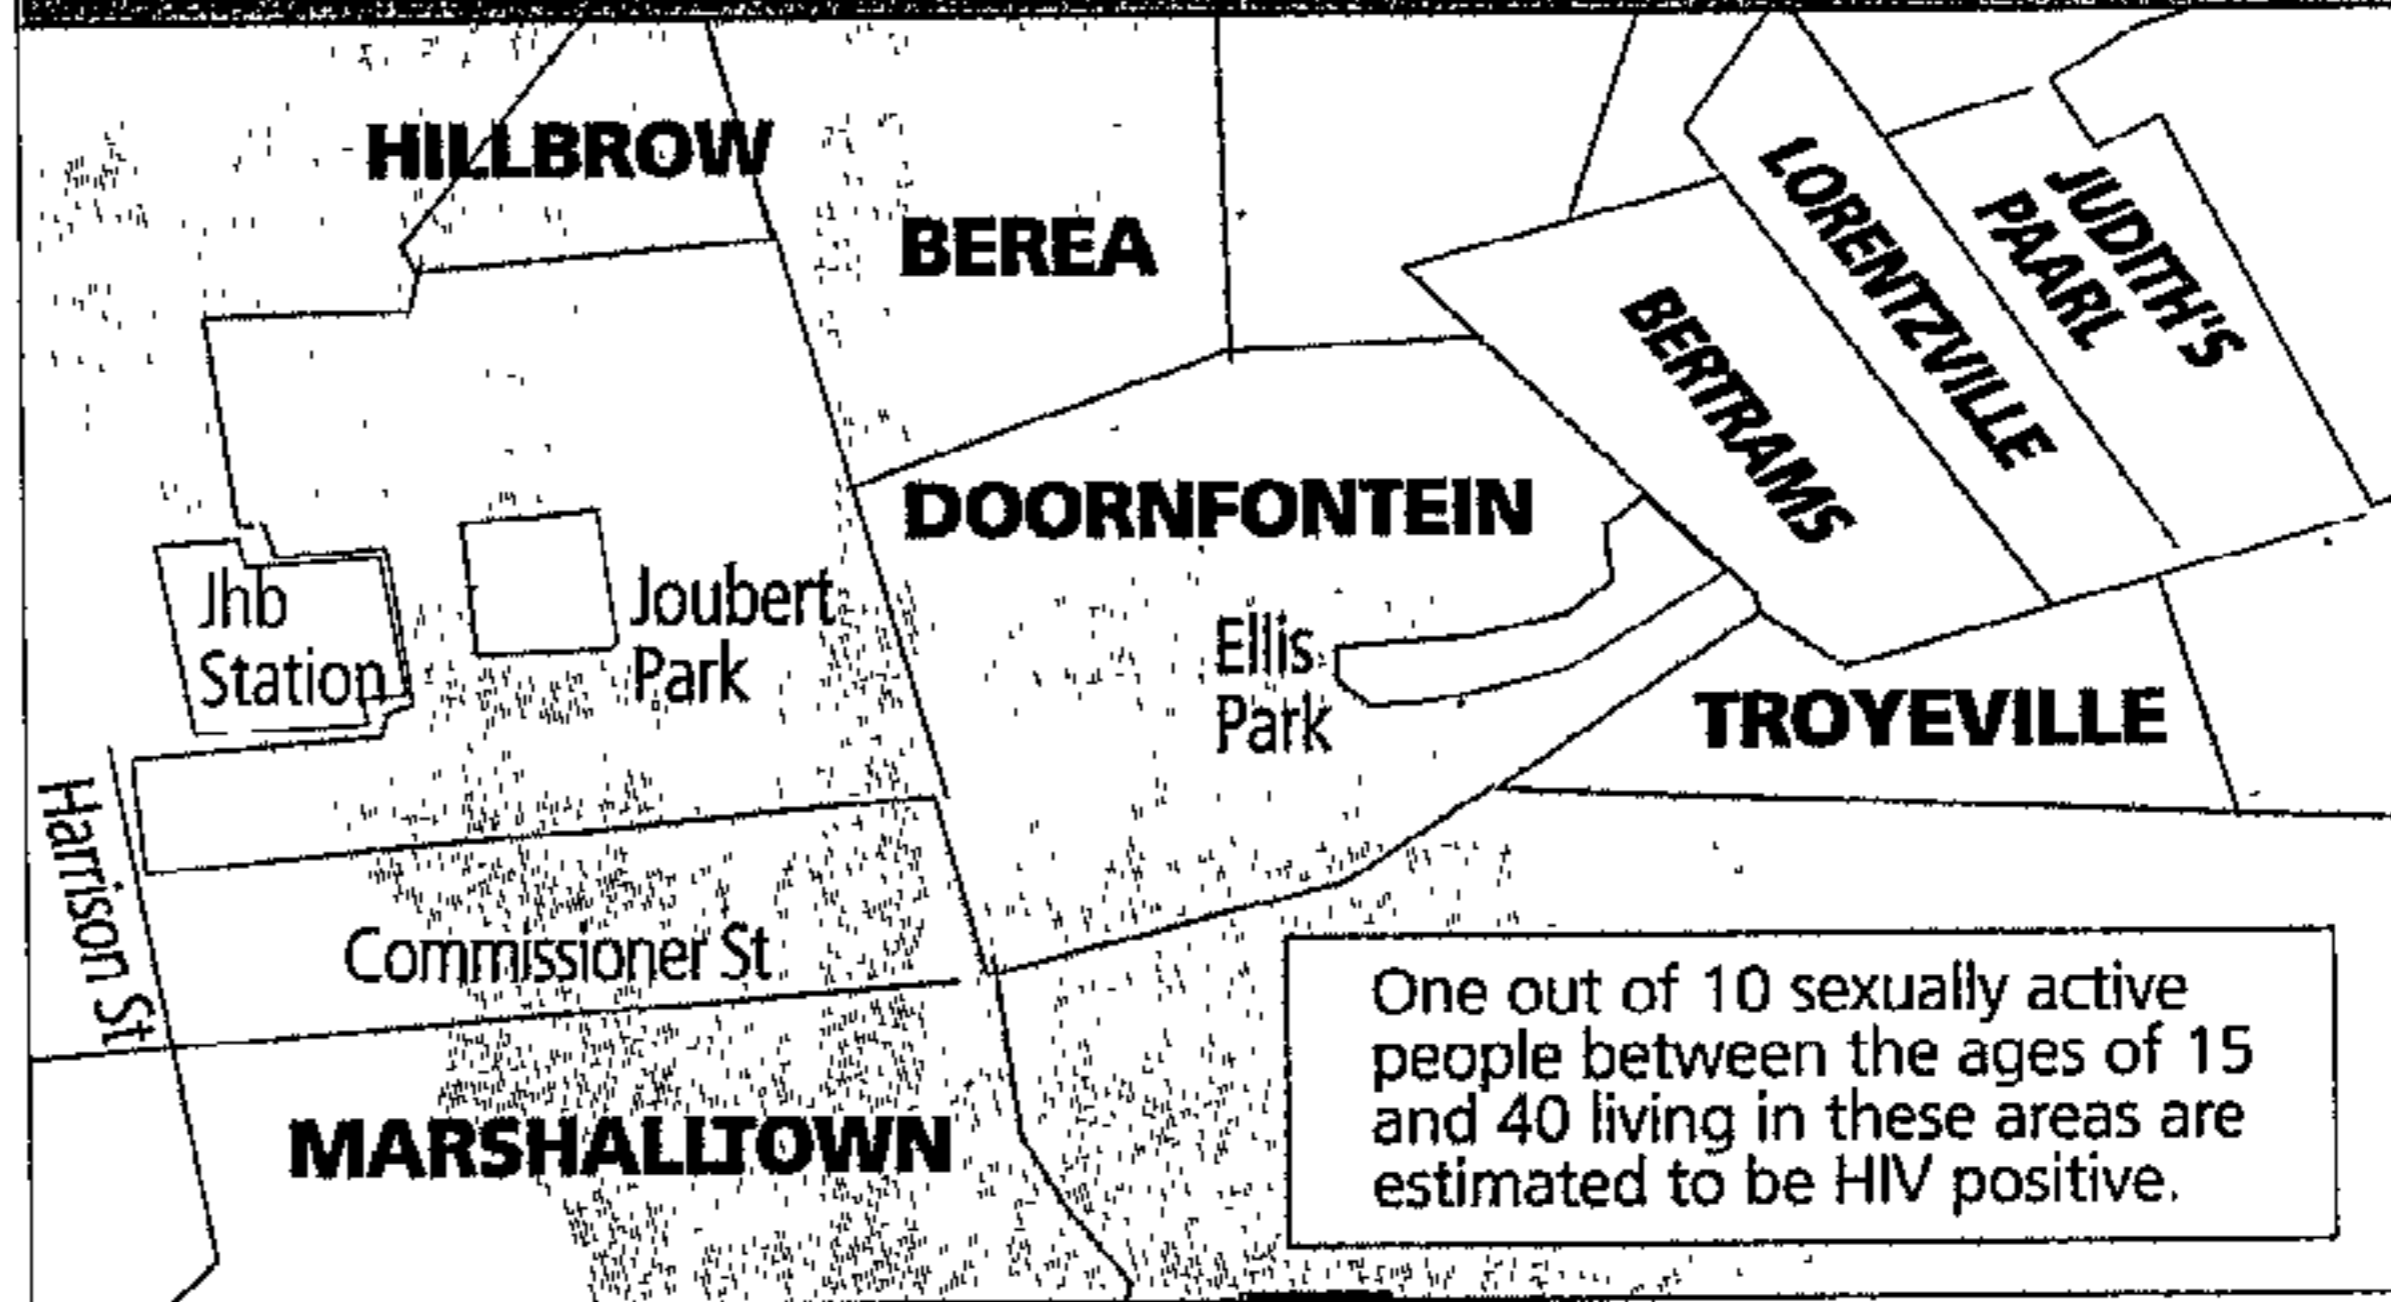 HILLBROW
BEREA
LORENTZVILLE
JUDITH'S
PAARL
BERTRAMS
DOORNFONTEIN
Jhb
Station
Joubert
Park
Ellis
Park
TROYEVILLE
Harrison St
Commissioner St
MARSHALLTOWN
One out of 10 sexually active
people between the ages of 15
and 40 living in these areas are
estimated to be HIV positive.